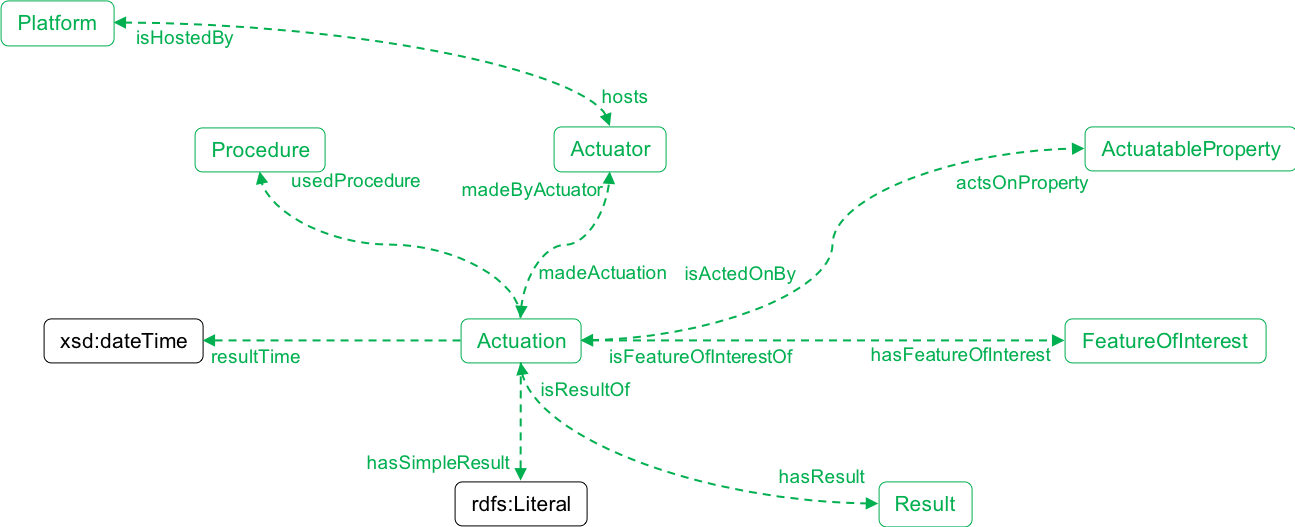 Platform
isHostedBy
hosts
Procedure
Actuator
ActuatableProperty
usedProcedure
madeByActuator
actsOnProperty
madeActuation
isActedOnBy
xsd:dateTime
resultTime
Actuation
isFeatureOfInterestOf
hasFeatureOfInterest
FeatureOfInterest
isResultOf
hasSimpleResult
hasResult
rdfs:Literal
Result